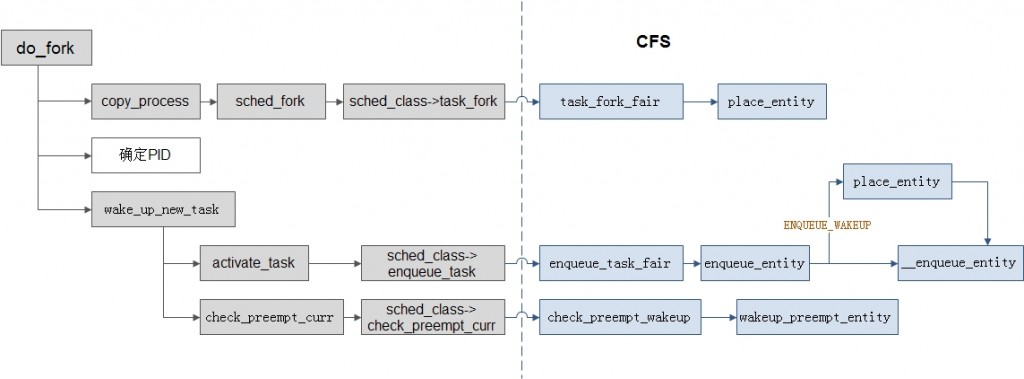 CFS
do_fork
copy_process
sched_fork
sched_class->task_fork
task_fork_fair
place_entity
确定PID
place_entity
wake_up_new_task
ENQUEUE_WAKEUP
activate_task
sched_class->
enqueue_task
enqueue_task_fair
enqueue_entity
__enqueue_entity
check_preempt_curr
sched_class->
check_preempt_curr
check_preempt_wakeup
wakeup_preempt_entity